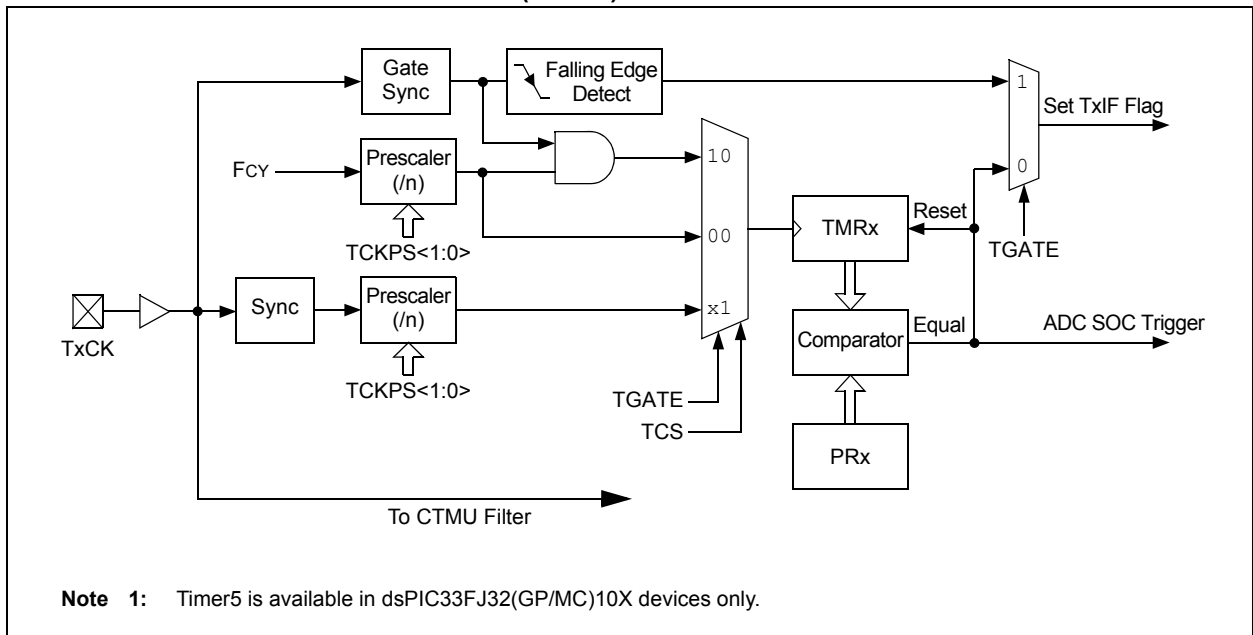 Gate
Sync
Falling Edge
Detect
1
Set TxIF Flag
0
TGATE
FCY
Prescaler
(/n)
TCKPS<1:0>
10
00
x1
TMRx
Reset
TxCK
Sync
Prescaler
(/n)
TCKPS<1:0>
Comparator
Equal
ADC SOC Trigger
TGATE
TCS
PRx
To CTMU Filter
Note 1: Timer5 is available in dsPIC33FJ32(GP/MC)10X devices only.